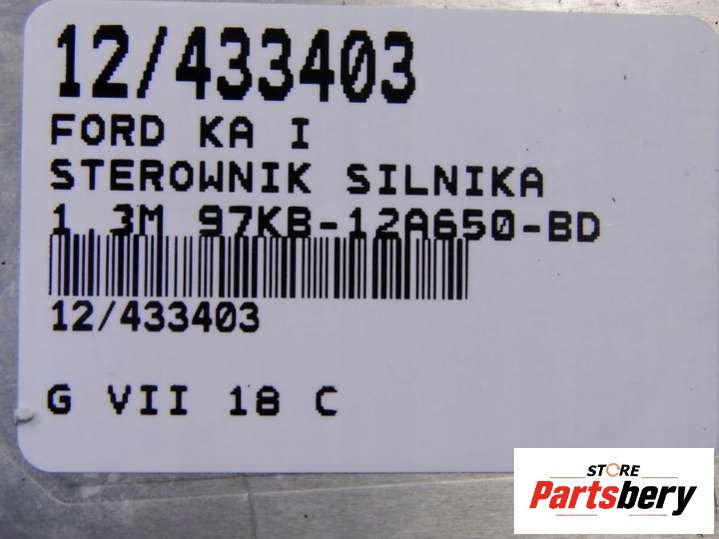 12/433403
FORD KA I
STEROWNIK SILNIKA
1.3M 97KB-12A650-BD
12/433403
G VII 18 C
STORE
Partsbery